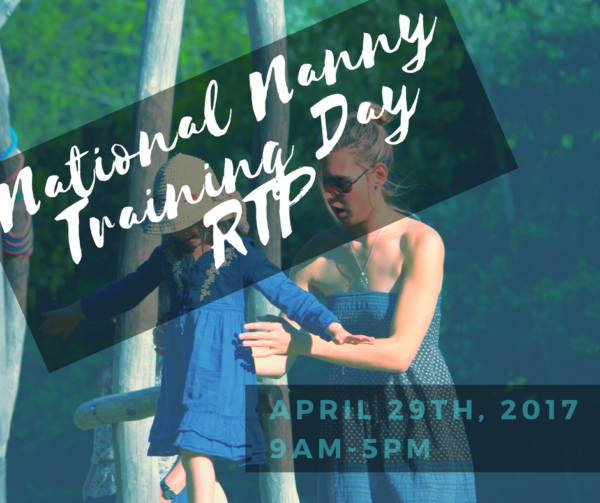 National Nanny
Training Day
RTP
APRIL 29TH, 2017
9AM-5PM